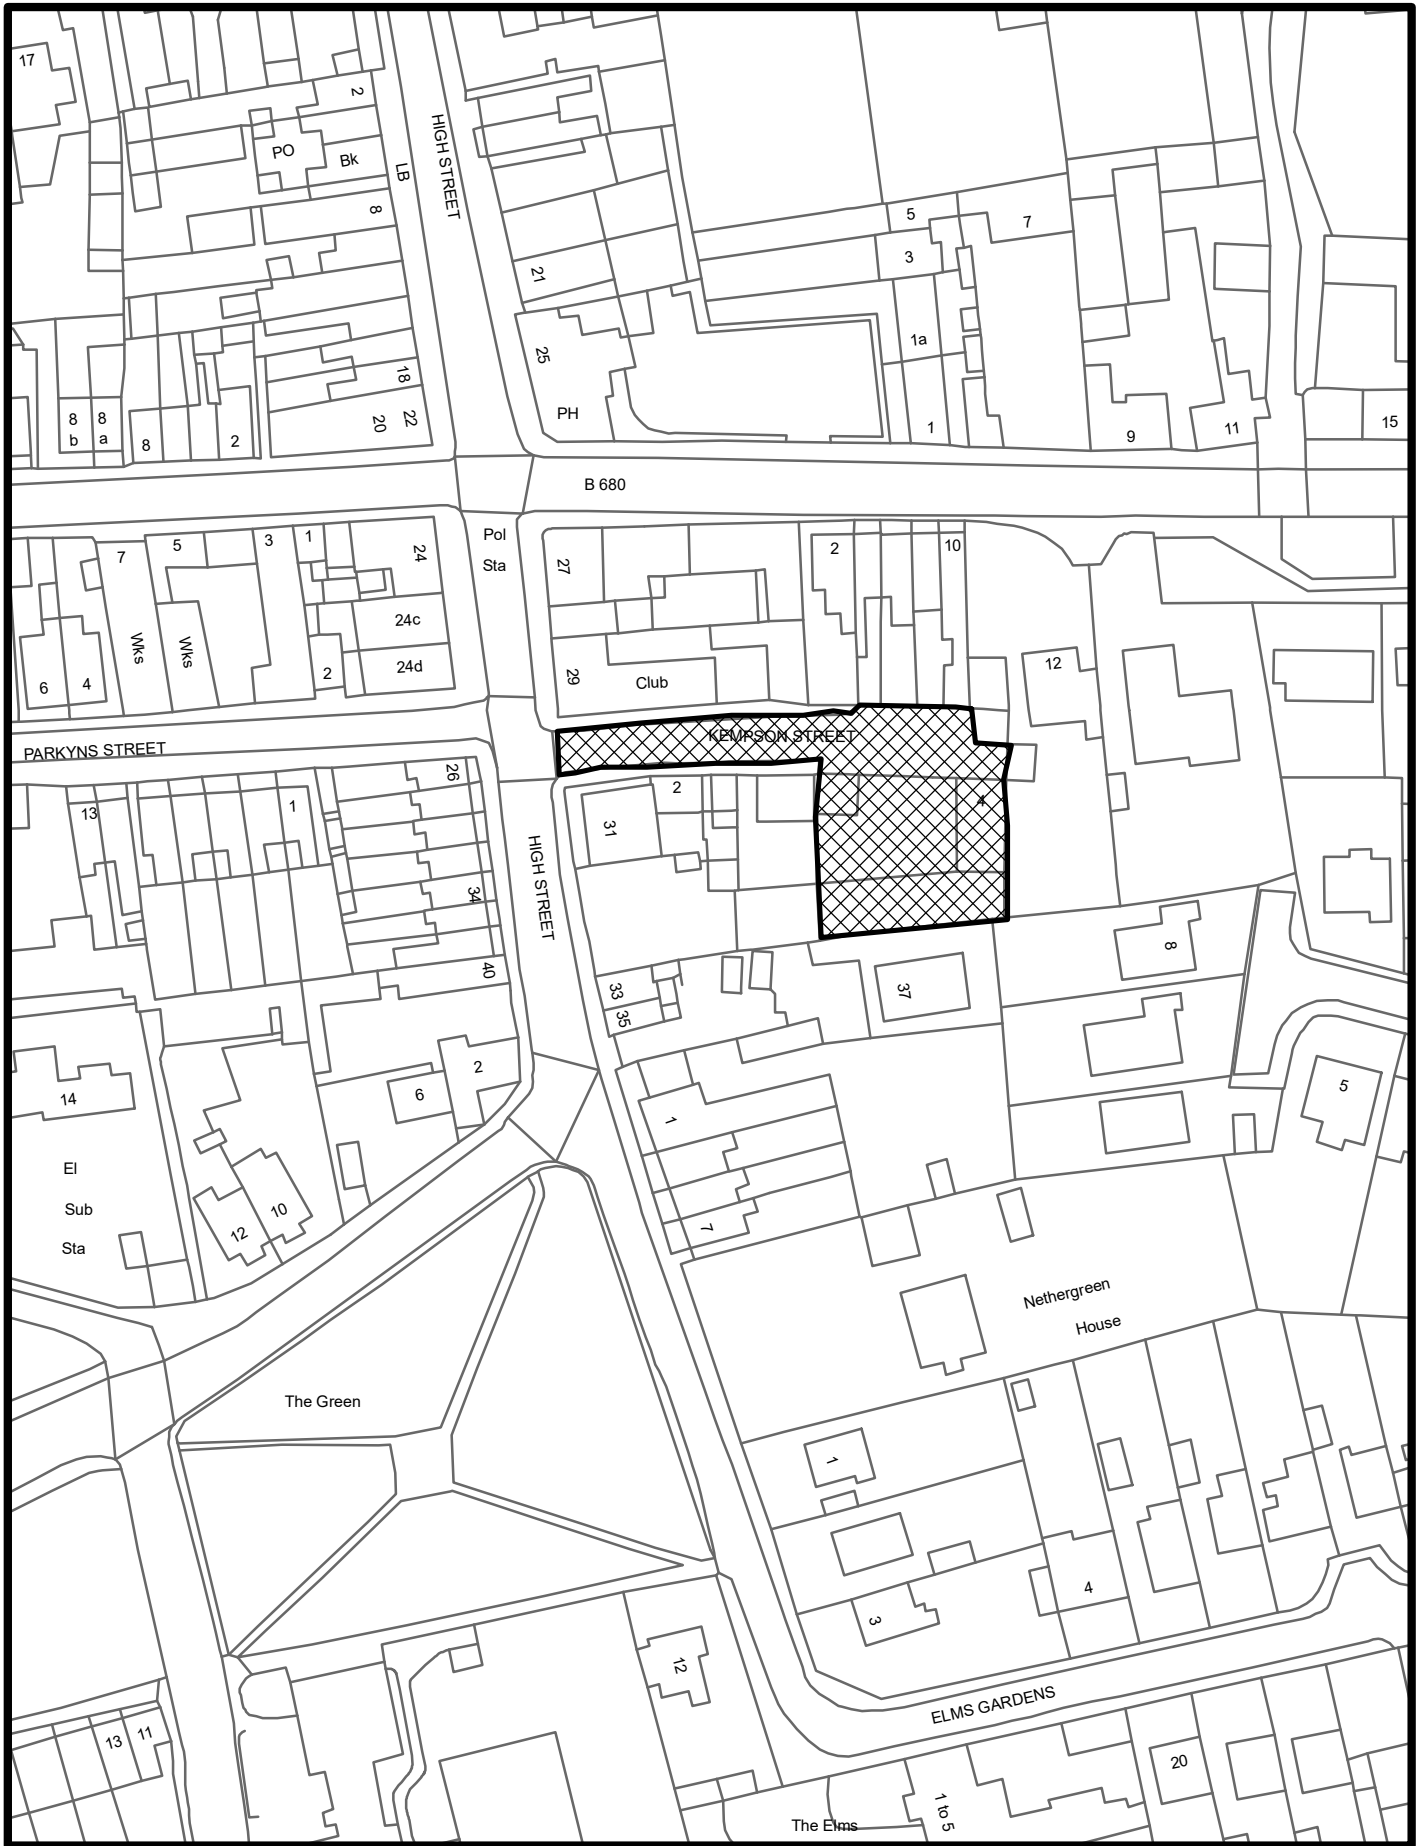 17
2
PO
Bk
LB
HIGH STREET
8
21
5
7
3
25
1a
18
PH
8
b
8
a
8
2
20
22
1
9
11
15
B 680
Pol
Sta
7
5
3
1
24
27
2
10
Wks
Wks
24c
24d
6
4
2
29
Club
12
PARKYNS STREET
KEMPSON STREET
26
13
1
31
2
4
HIGH STREET
34
40
33
35
37
8
14
6
2
1
5
El
Sub
Sta
12
10
7
Nethergreen
House
The Green
1
4
3
12
ELMS GARDENS
13
11
20
1 to 5
The Elms